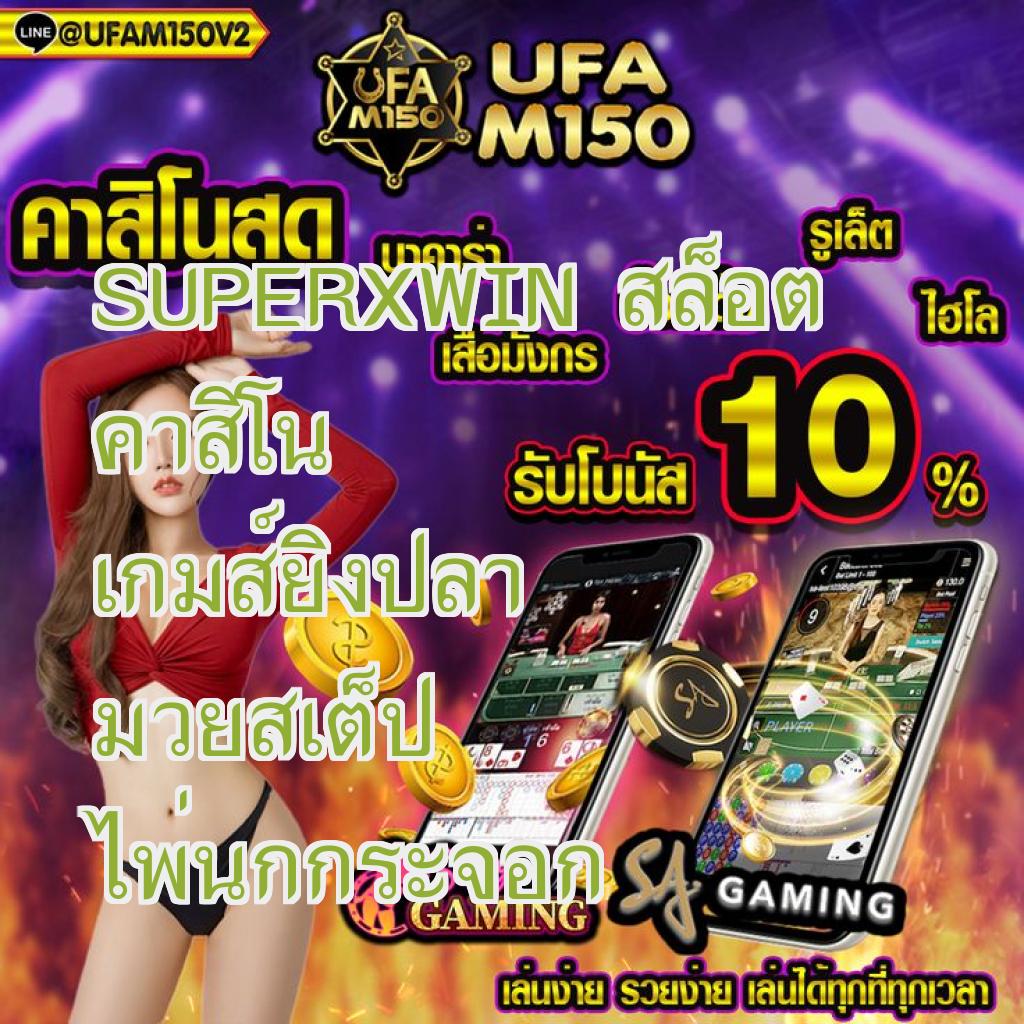 LINE @UFAM150V2
UFA M150
UFA
M150
คาสิโนสด
บาคาร่า
รูเล็ต
SUPERXWIN สล็อต
เสือมังกร
ไฮโล
คาสิโน
10
รับโบนัส
%
เกมส์ยิงปลา
มวยสเต็ป
ไพ่นกกระจอก
9
PLAYER
GAMING
SA GAMING
เล่นง่าย รวยง่าย เล่นได้ทุกที่ทุกเวลา